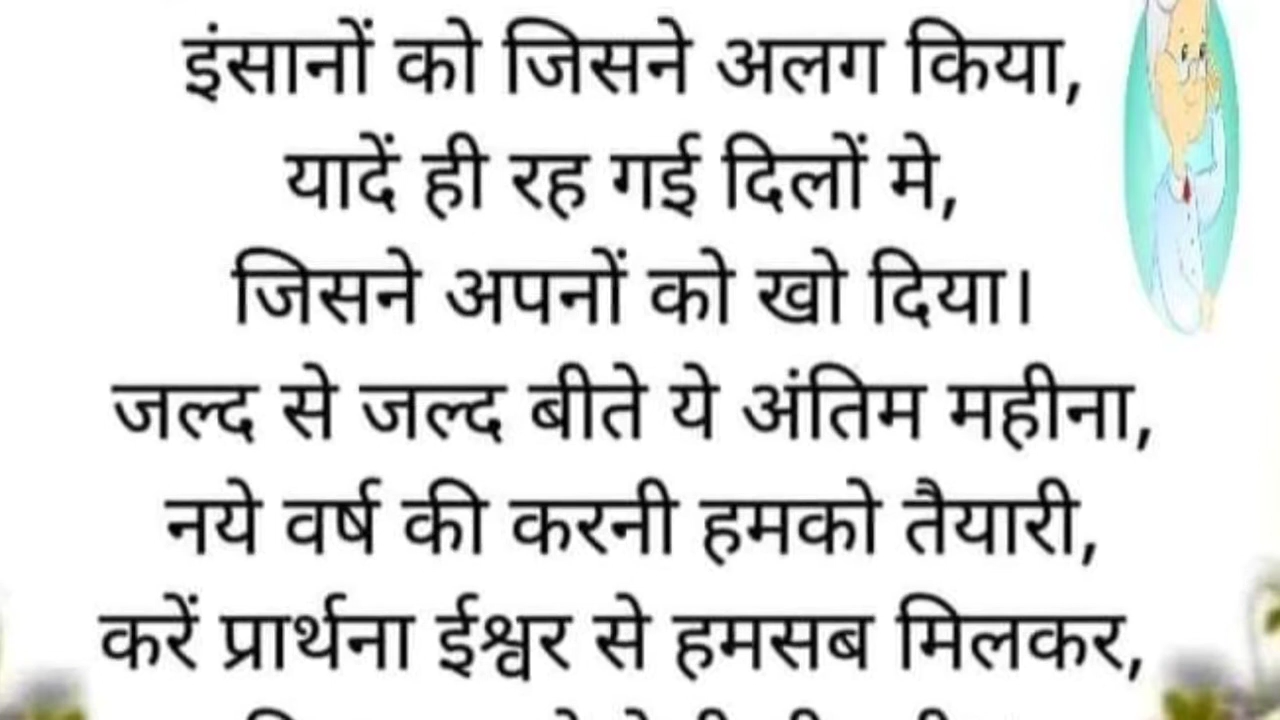 इंसानों को जिसने अलग किया,
यादें ही रह गई दिलों मे,
जिसने अपनों को खो दिया।
जल्द से जल्द बीते ये अंतिम महीना,
नये वर्ष की करनी हमको तैयारी,
करें प्रार्थना ईश्वर से हमसब मिलकर,